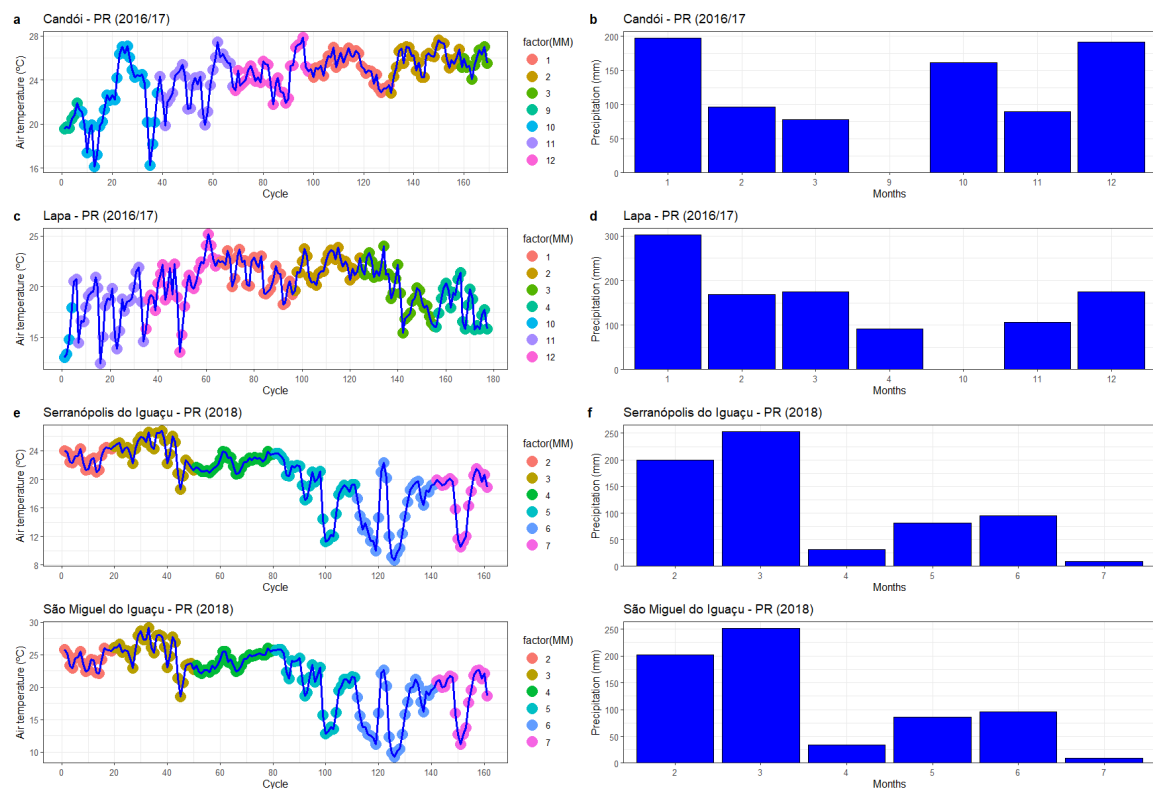 a Candói - PR (2016/17)
Air temperature (ºC)
28
24
20
16
0 20 40 60 80 100 120 140 160
Cycle
factor(MM)
1
2
3
9
10
11
12
b Candói - PR (2016/17
Precipitation (mm)
200
150
100
50
0
1 2 3 9 10 11 12
Months
c Lapa - PR (2016/17)
Air temperature (ºC)
25
20
15
0 20 40 60 80 100 120 140 160 180
Cycle
factor(MM)
1
2
3
4
10
11
12
d Lapa - PR (2016/17)
Precipitation (mm)
300
200
100
0
1 2 3 4 10 11 12
Months
e Serranópolis do Iguaçu - PR (2018)
Air temperature (ºC)
24
20
16
12
8
0 20 40 60 80 100 120 140 160
Cycle
factor(MM)
2
3
4
5
6
7
f Serranópolis do Iguaçu - PR (2018)
Precipitation (mm)
250
200
150
100
50
0
2 3 4 5 6 7
Months
São Miguel do Iguaçu - PR (2018)
Air temperature (ºC)
30
25
20
15
10
0 20 40 60 80 100 120 140 160
Cycle
factor(MM)
2
3
4
5
6
7
São Miguel do Iguaçu - PR (2018)
Precipitation (mm)
250
200
150
100
50
0
2 3 4 5 6 7
Months